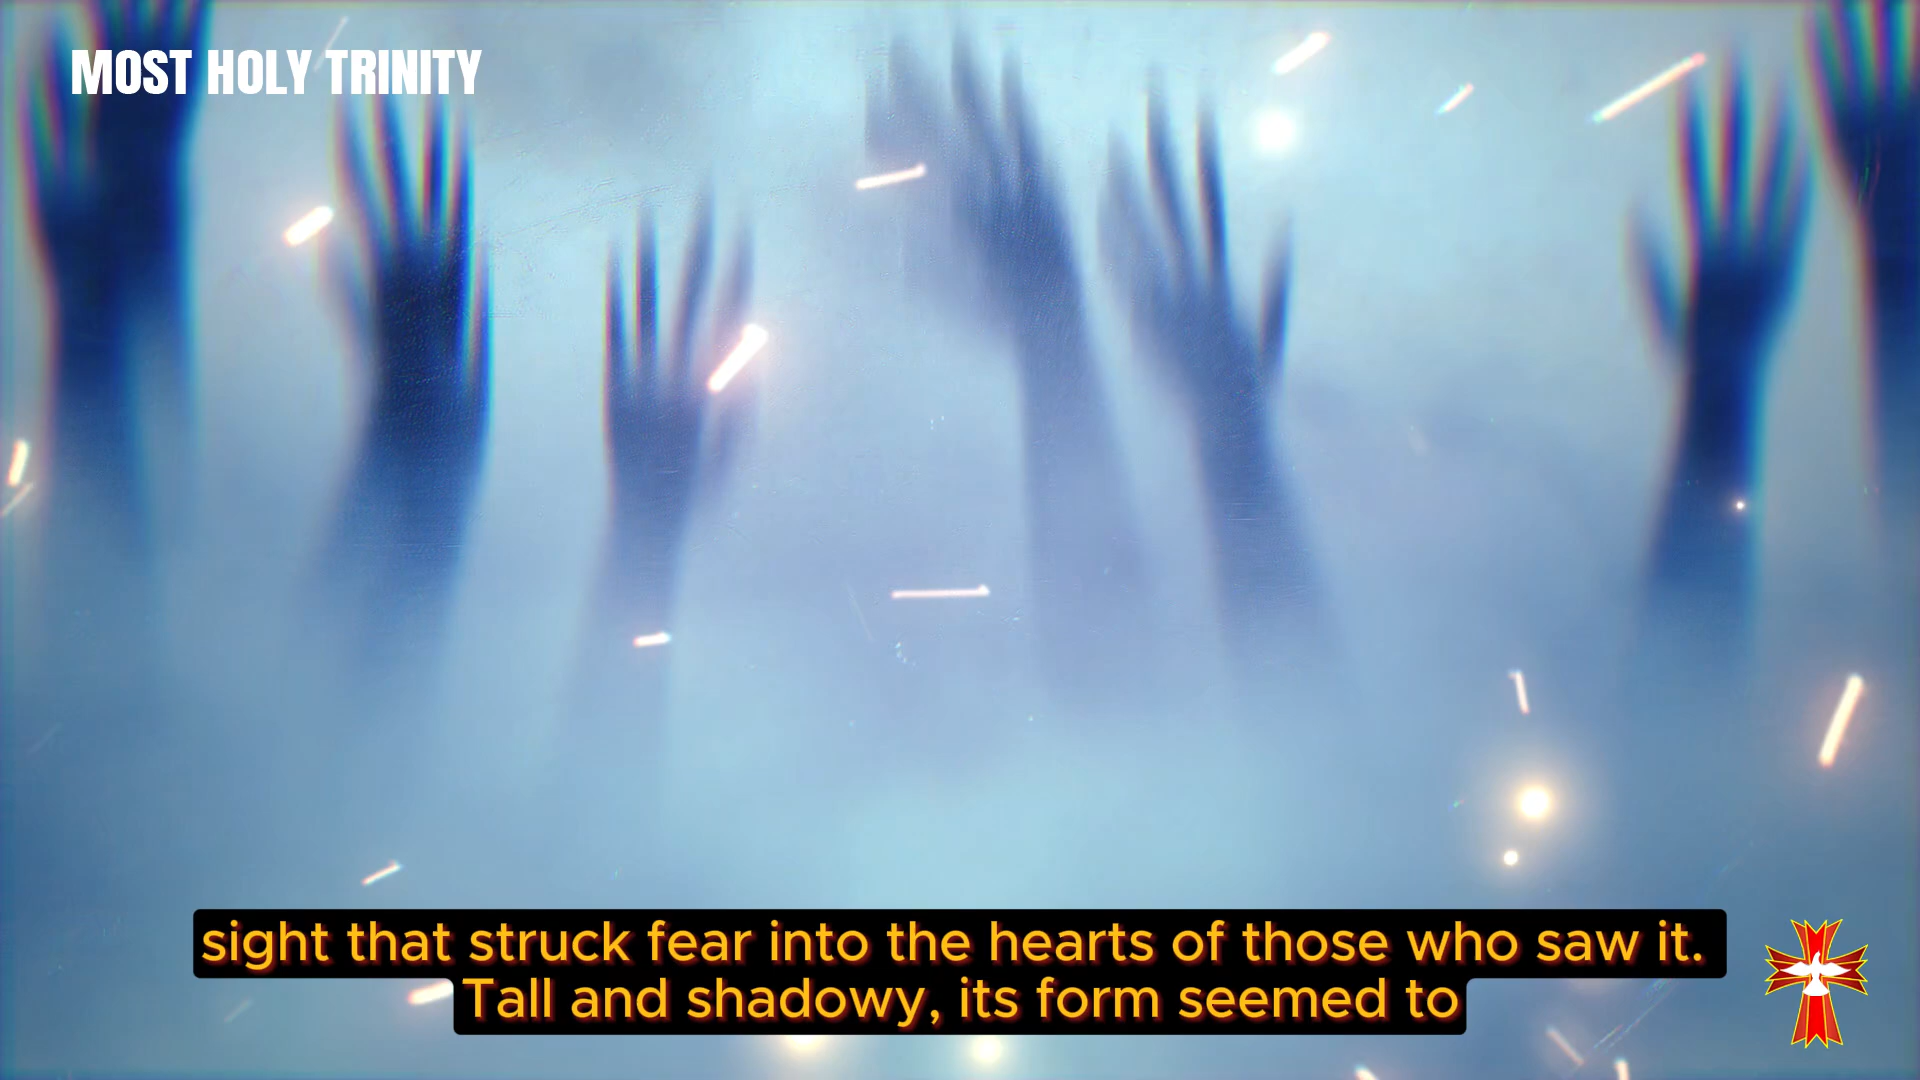 MOST HOLY TRINITY
sight that struck fear into the hearts of those who saw it.
Tall and shadowy, its form seemed to